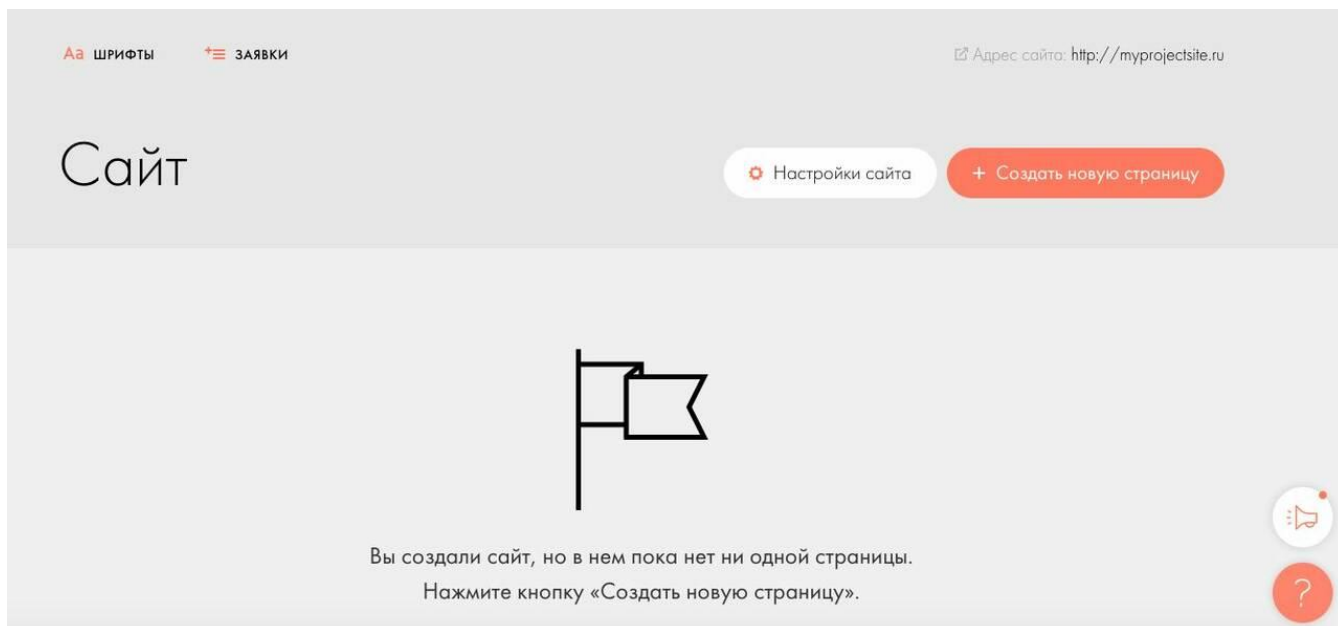 Aa ШРИФТЫ
ЗАЯВКИ
Адрес сайта: http://myprojectsite.ru
Сайт
Настройки сайта
+ Создать новую страницу
Вы создали сайт, но в нем пока нет ни одной страницы.
Нажмите кнопку «Создать новую страницу».
?